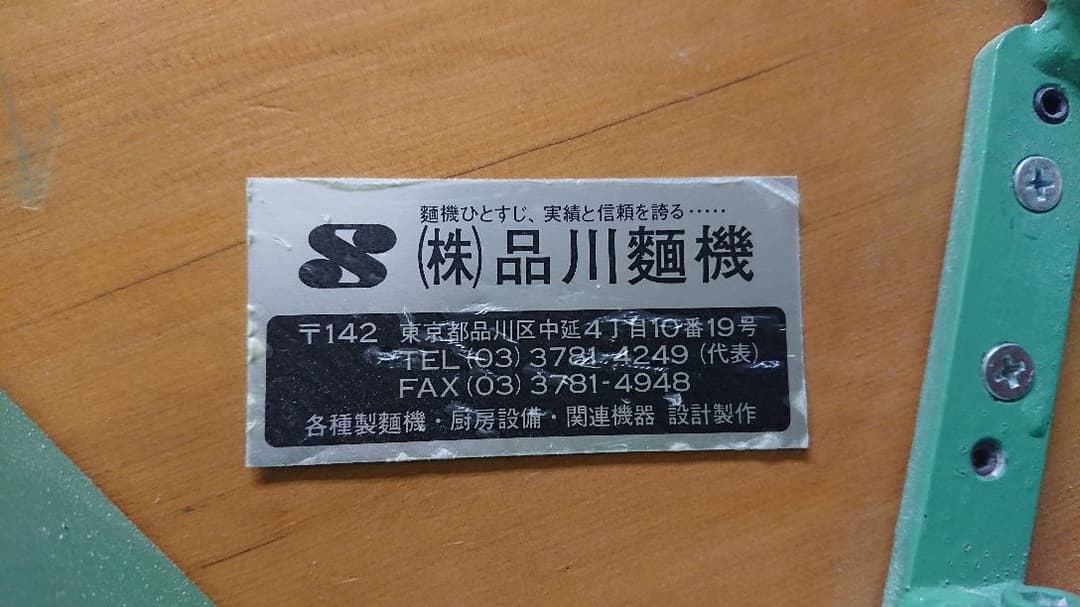 麵機ひとすじ、実績と信頼を誇る‥‥‥
S ㈱品川麵機
〒142 東京都品川区中延4丁目10番19号
TEL(03)3781-4249(代表)
FAX(03)3781-4948
各種製麵機・厨房設備・関連機器 設計製作